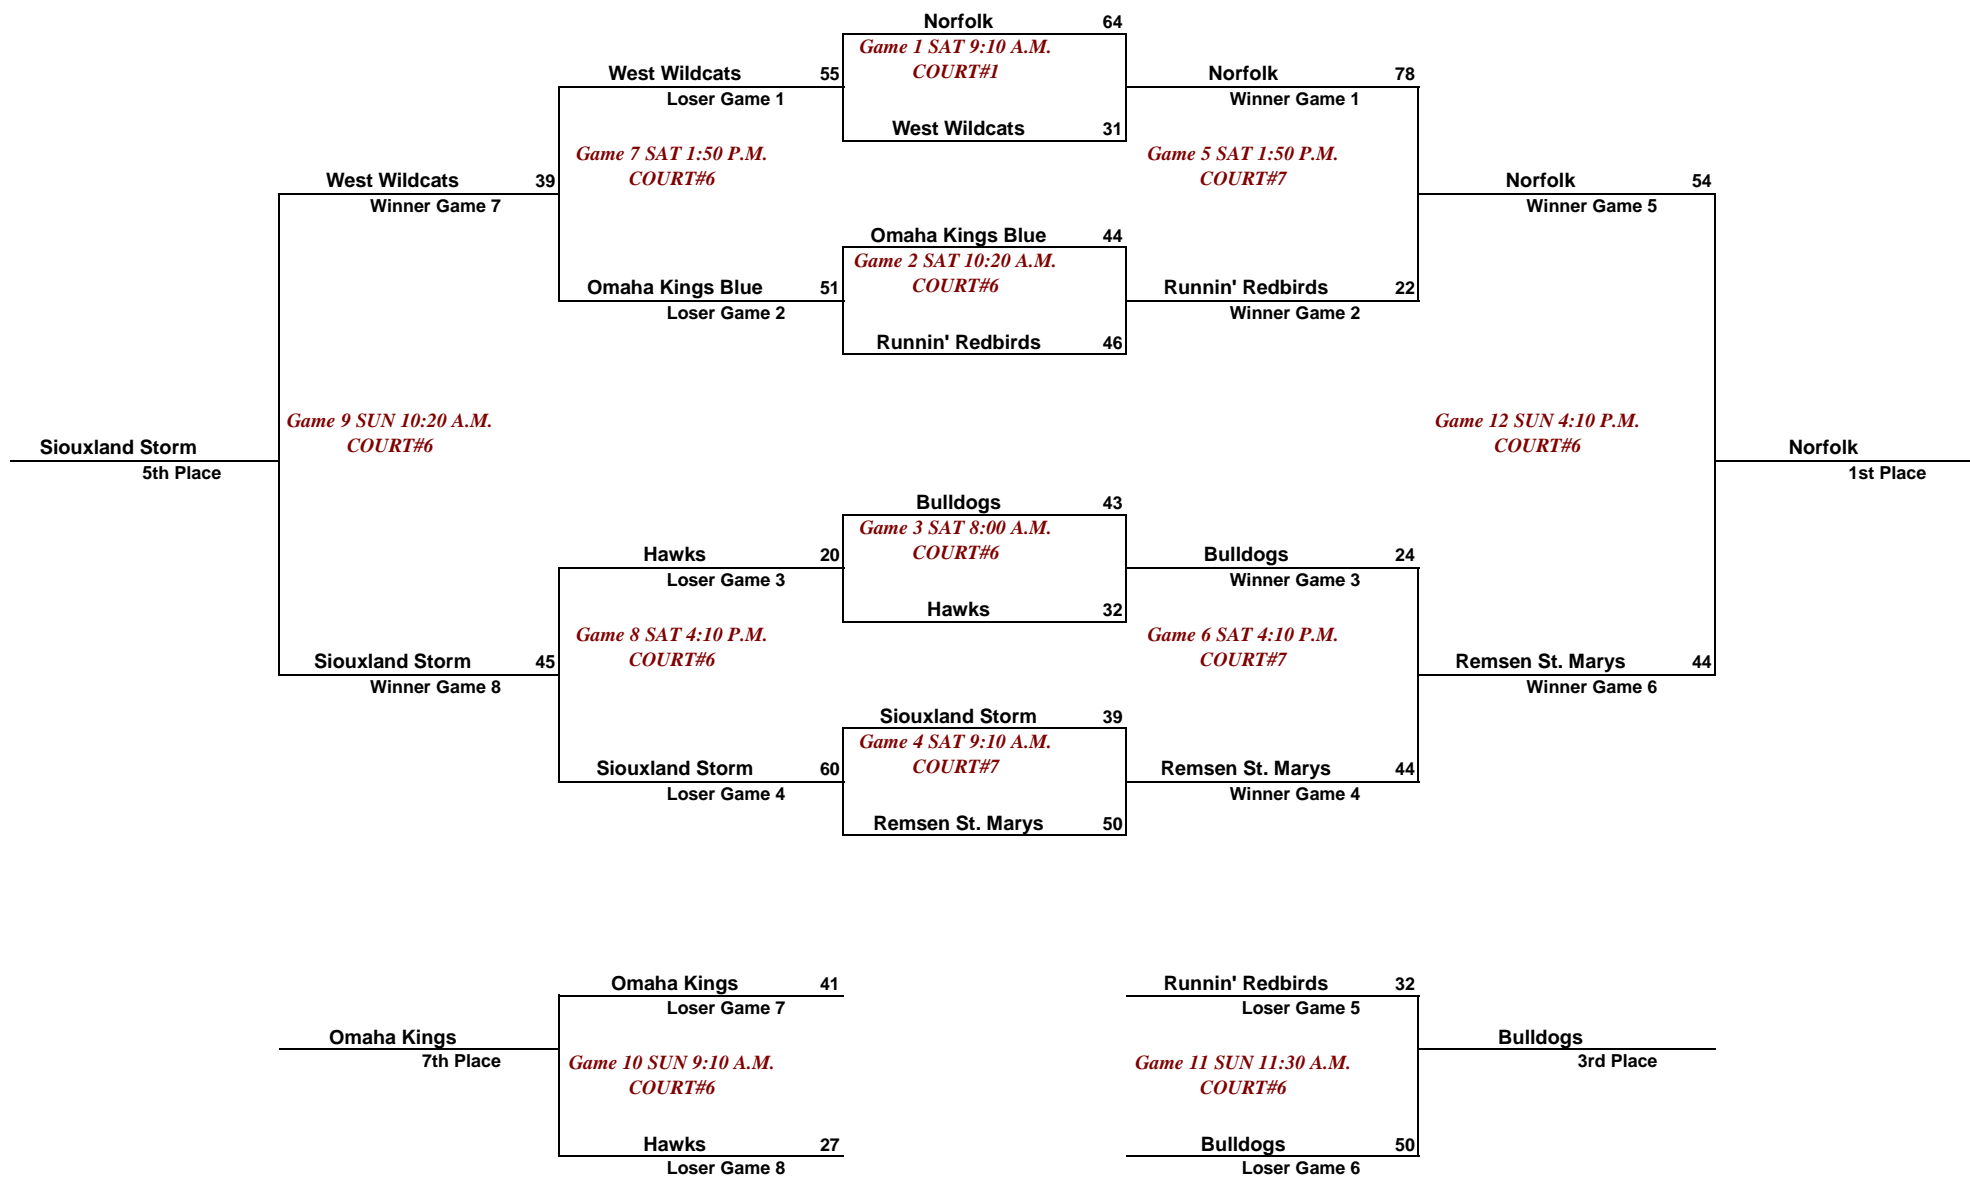 Norfolk 64
Game 1 SAT 9:10 A.M.
COURT#1
West Wildcats 55
Loser Game 1
Norfolk 78
Winner Game 1
West Wildcats 31
Game 7 SAT 1:50 P.M.
COURT#6
Game 5 SAT 1:50 P.M.
COURT#7
West Wildcats 39
Winner Game 7
Norfolk 54
Winner Game 5
Omaha Kings Blue 44
Game 2 SAT 10:20 A.M.
COURT#6
Omaha Kings Blue 51
Loser Game 2
Runnin' Redbirds 22
Winner Game 2
Runnin' Redbirds 46
Game 9 SUN 10:20 A.M.
COURT#6
Game 12 SUN 4:10 P.M.
COURT#6
Siouxland Storm
5th Place
Norfolk
1st Place
Bulldogs 43
Game 3 SAT 8:00 A.M.
COURT#6
Hawks 20
Loser Game 3
Bulldogs 24
Winner Game 3
Hawks 32
Game 8 SAT 4:10 P.M.
COURT#6
Game 6 SAT 4:10 P.M.
COURT#7
Siouxland Storm 45
Winner Game 8
Remsen St. Marys 44
Winner Game 6
Siouxland Storm 39
Game 4 SAT 9:10 A.M.
COURT#7
Siouxland Storm 60
Loser Game 4
Remsen St. Marys 44
Winner Game 4
Remsen St. Marys 50
Omaha Kings 41
Loser Game 7
Runnin' Redbirds 32
Loser Game 5
Omaha Kings
7th Place
Bulldogs
3rd Place
Game 10 SUN 9:10 A.M.
COURT#6
Game 11 SUN 11:30 A.M.
COURT#6
Hawks 27
Loser Game 8
Bulldogs 50
Loser Game 6